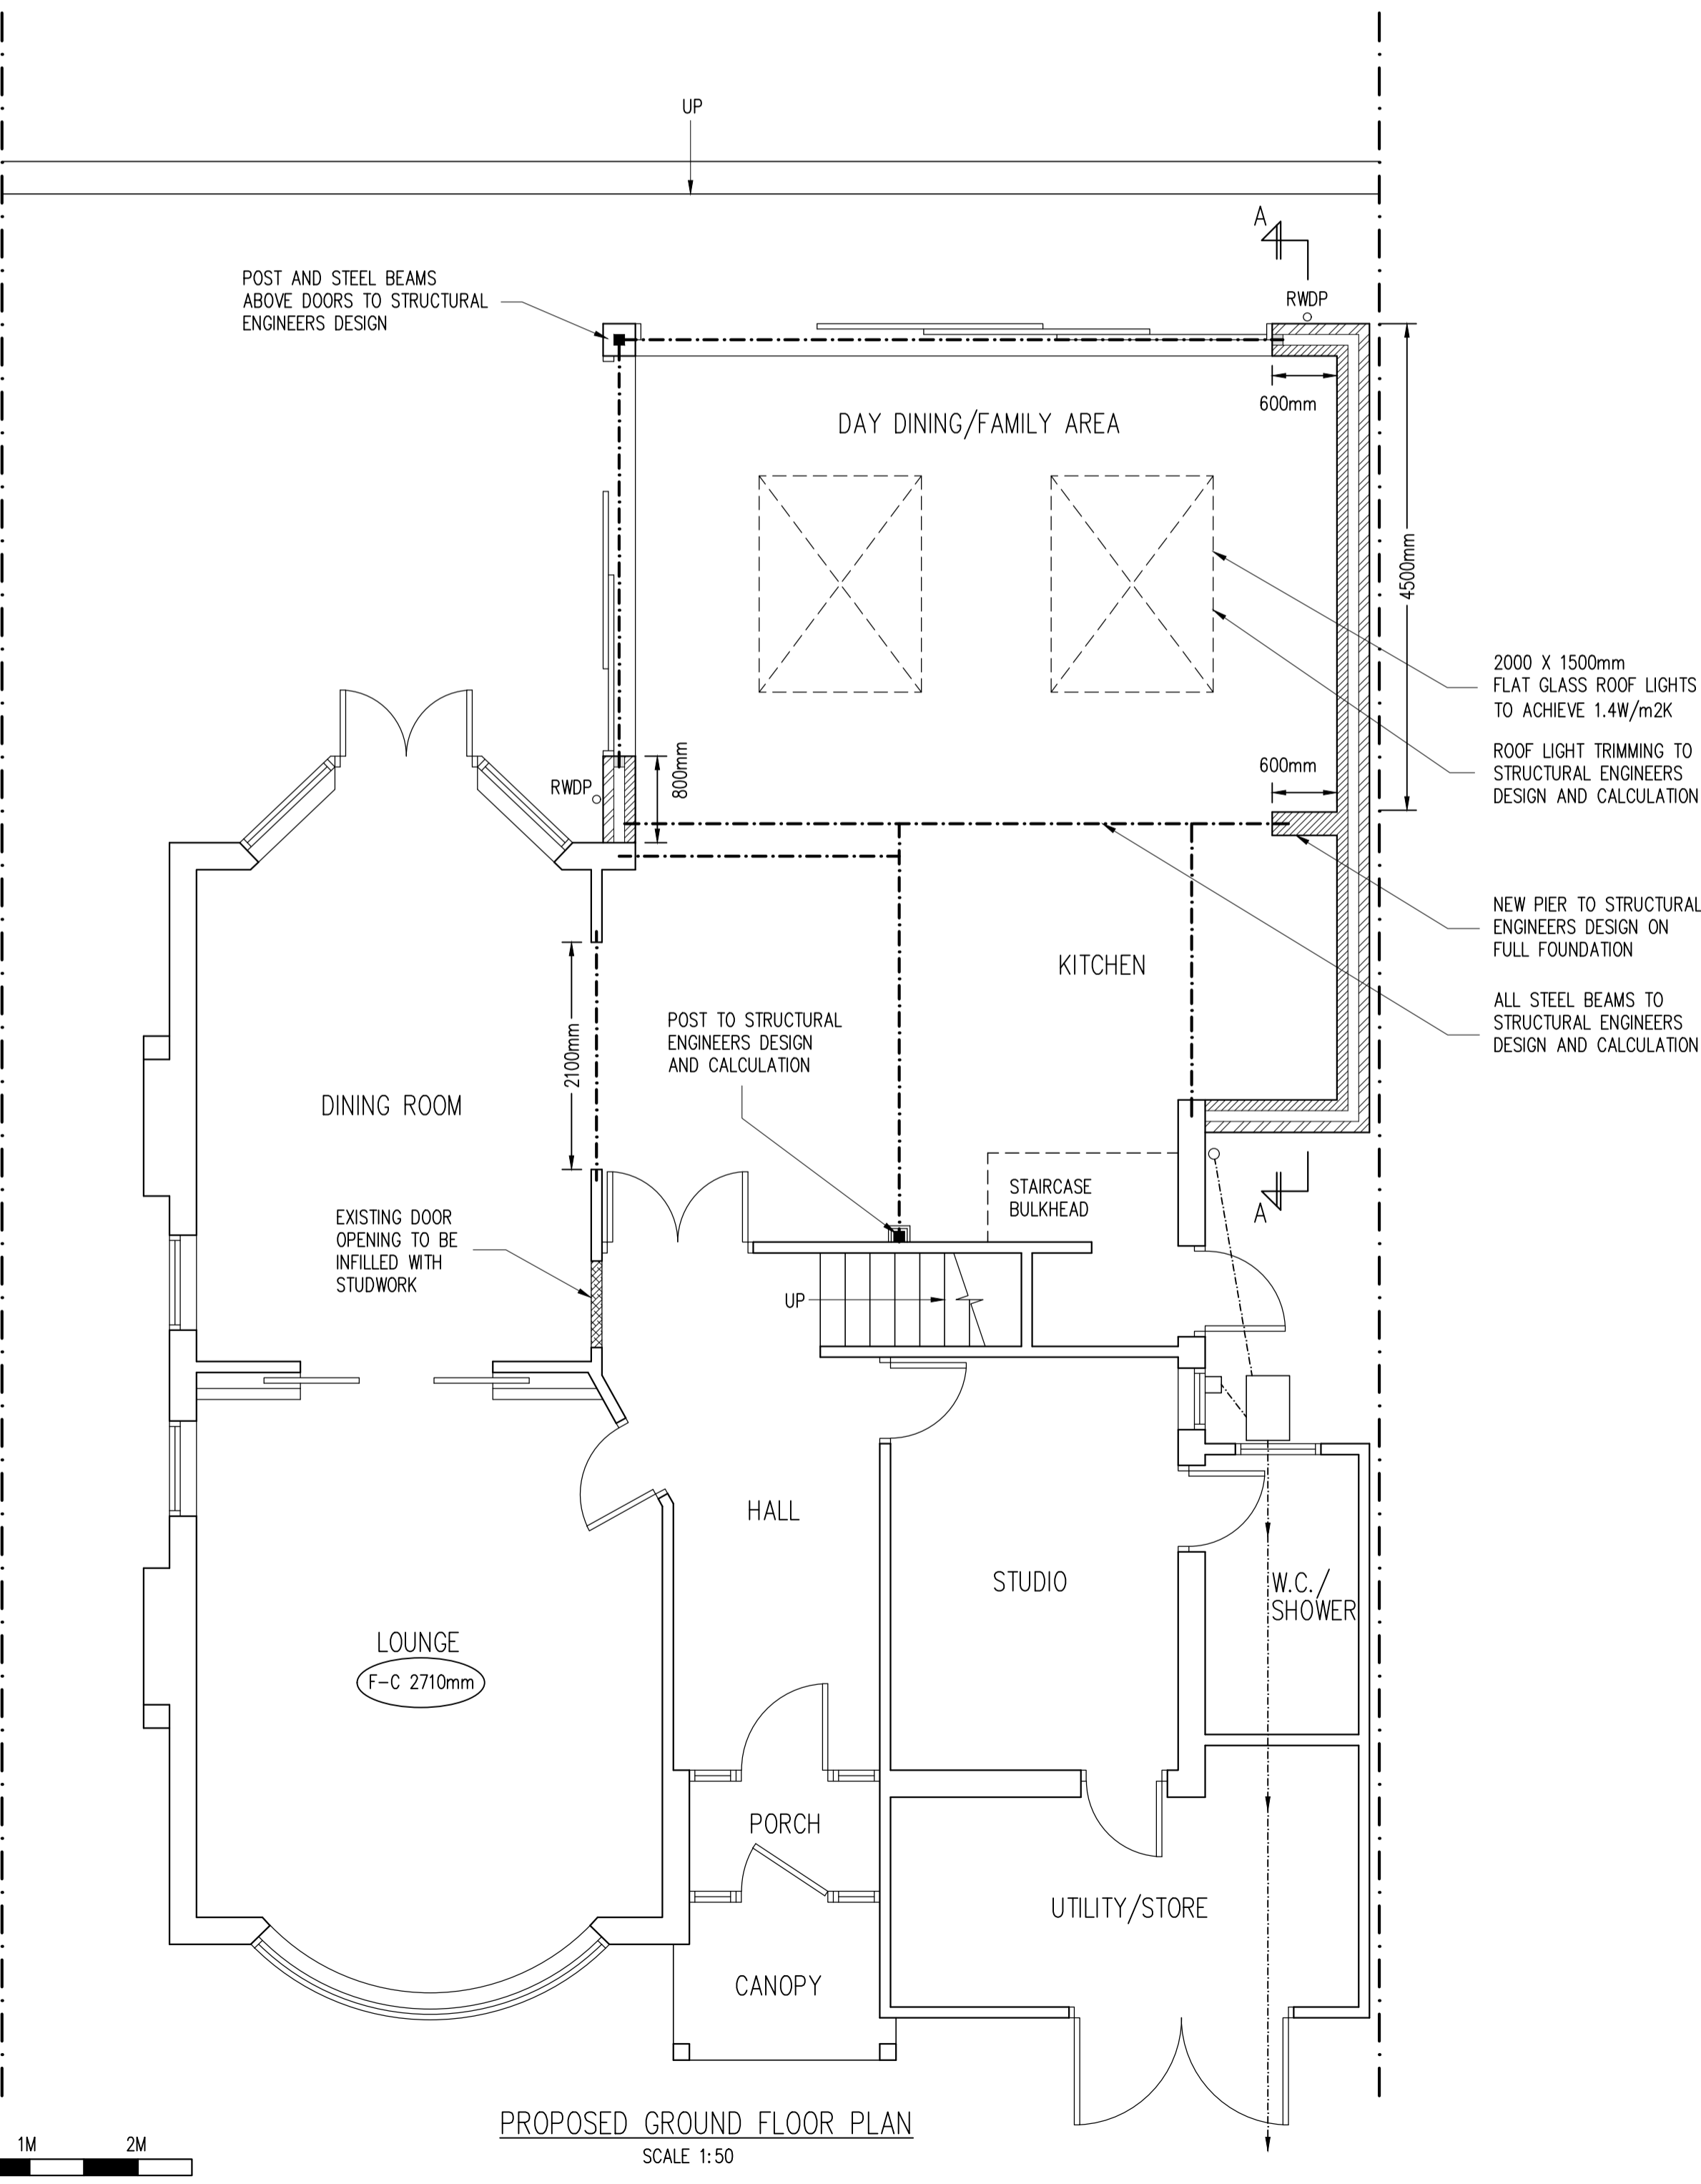 UP
A
RWDP
POST AND STEEL BEAMS
ABOVE DOORS TO STRUCTURAL
ENGINEERS DESIGN
600mm
DAY DINING/FAMILY AREA
4500mm
2000 X 1500mm
FLAT GLASS ROOF LIGHTS
TO ACHIEVE 1.4W/m2K
ROOF LIGHT TRIMMING TO
STRUCTURAL ENGINEERS
DESIGN AND CALCULATION
800mm
RWDP
600mm
NEW PIER TO STRUCTURAL
ENGINEERS DESIGN ON
FULL FOUNDATION
KITCHEN
ALL STEEL BEAMS TO
STRUCTURAL ENGINEERS
DESIGN AND CALCULATION
POST TO STRUCTURAL
ENGINEERS DESIGN
AND CALCULATION
2100mm
DINING ROOM
STAIRCASE
BULKHEAD
A
EXISTING DOOR
OPENING TO BE
INFILLED WITH
STUDWORK
UP
HALL
STUDIO
W.C./
SHOWER
LOUNGE
F-C 2710mm
PORCH
UTILITY/STORE
CANOPY
PROPOSED GROUND FLOOR PLAN
SCALE 1:50
1M
2M